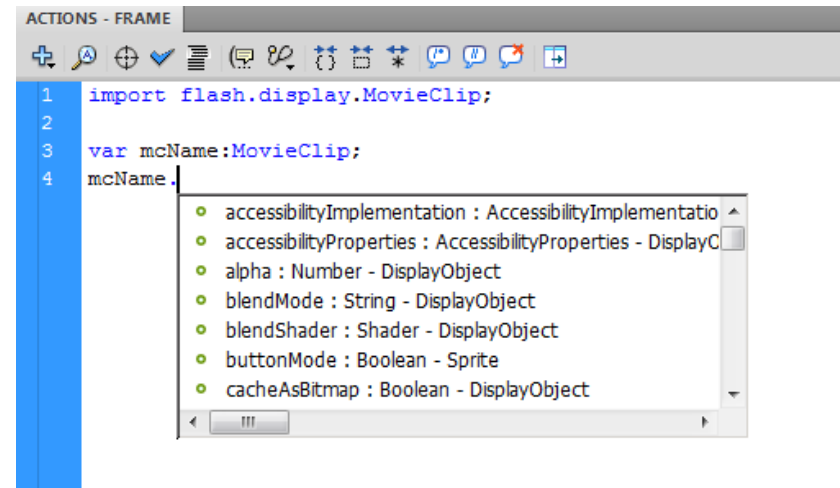 ACTIONS - FRAME
1 import flash.display.MovieClip;
2
3 var mcName:MovieClip;
4 mcName.
accessibilityImplementation : AccessibilityImplementatio
accessibilityProperties : AccessibilityProperties - DisplayC
alpha : Number - DisplayObject
blendMode : String - DisplayObject
blendShader : Shader - DisplayObject
buttonMode : Boolean - Sprite
cacheAsBitmap : Boolean - DisplayObject